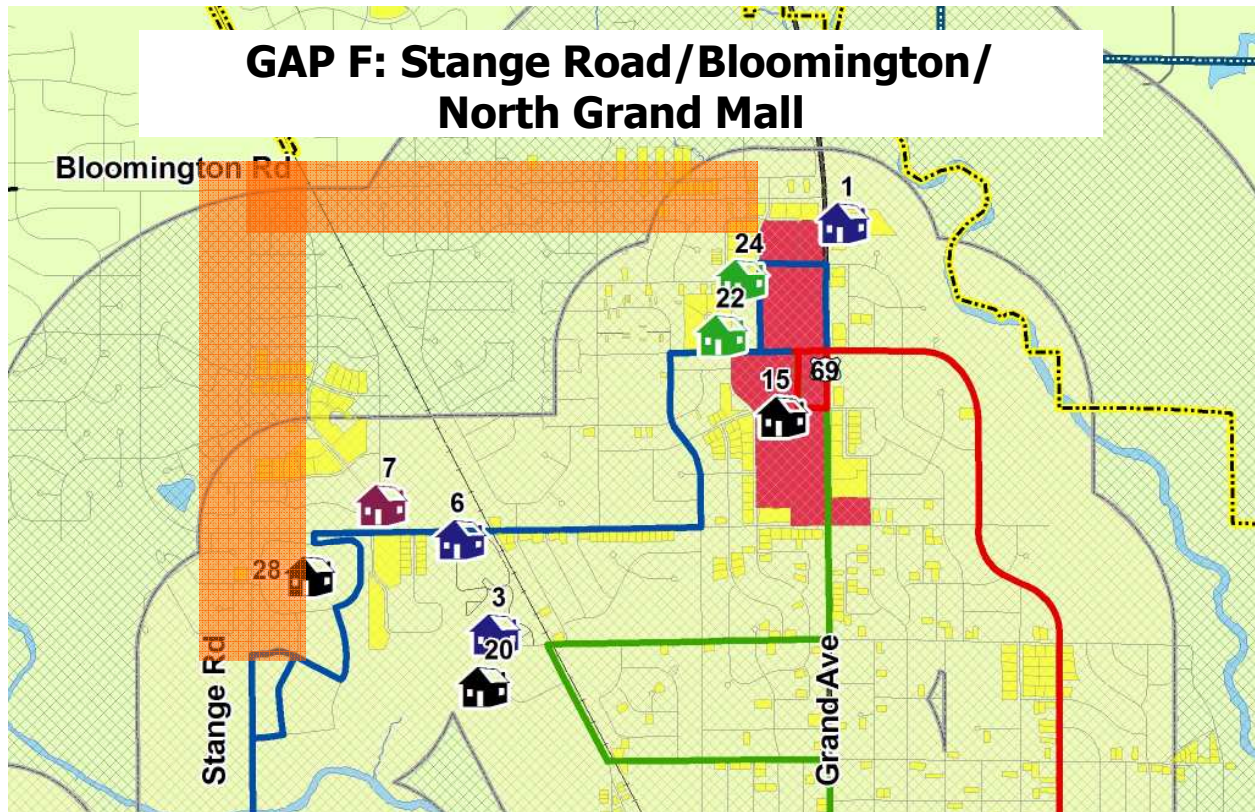 GAP F: Stange Road/Bloomington/
North Grand Mall
Bloomington Rd
1
24
22
69
15
7
6
28
3
20
Stange Rd
Grand Ave